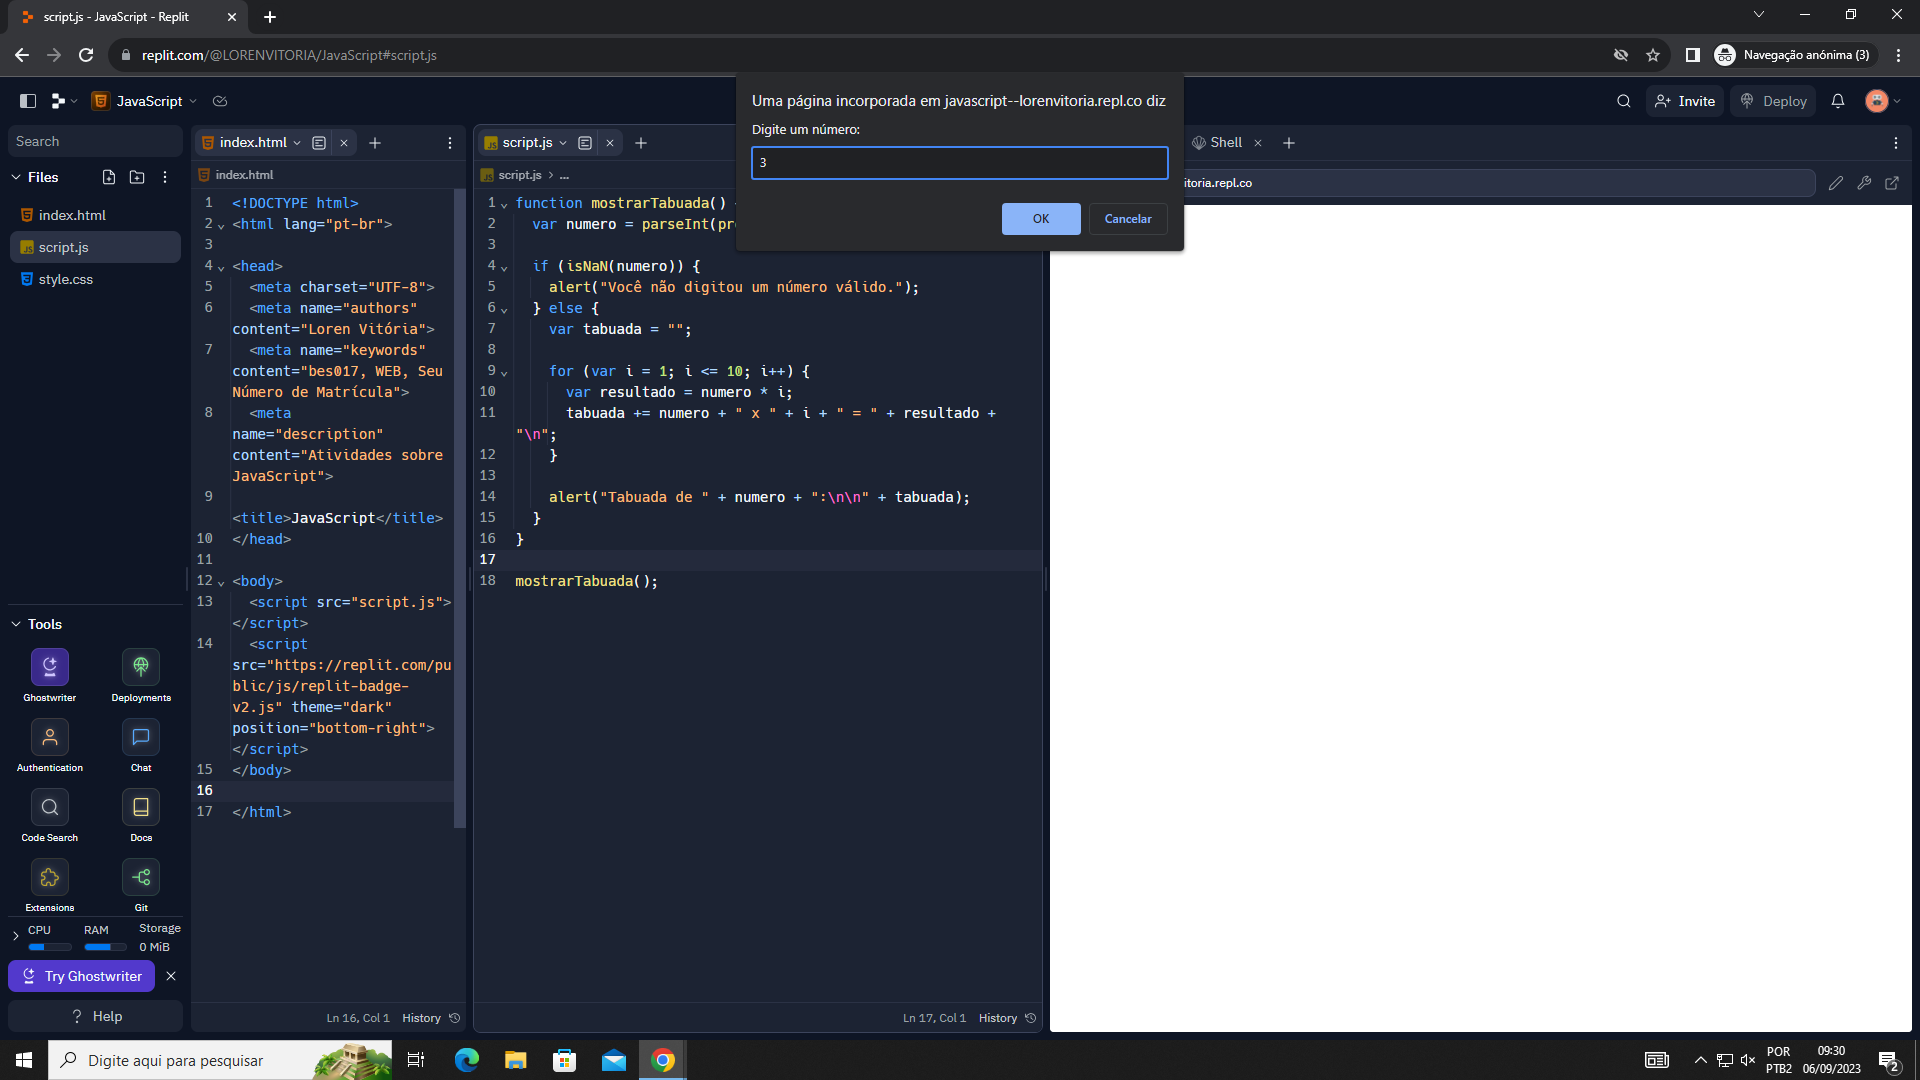 script.js - JavaScript - Replit
replit.com/@LORENVITORIA/JavaScript#script.js
Navegação anónima (3)
JavaScript
Invite
Deploy
Uma página incorporada em javascript--lorenvitoria.repl.co diz
Digite um número:
3
OK
Cancelar
Search
Files
index.html
script.js
style.css
Tools
Ghostwriter
Deployments
Authentication
Chat
Code Search
Docs
Extensions
Git
CPU
RAM
Storage
0 MiB
Try Ghostwriter
Help
index.html
index.html
1 <!DOCTYPE html>
2 <html lang="pt-br">
3
4 <head>
5 <meta charset="UTF-8">
6 <meta name="authors"
content="Loren Vitória">
7 <meta name="keywords"
content="bes017, WEB, Seu
Número de Matrícula">
8 <meta
name="description"
content="Atividades sobre
JavaScript">
9
<title>JavaScript</title>
10 </head>
11
12 <body>
13 <script src="script.js">
</script>
14 <script
src="https://replit.com/pu
blic/js/replit-badge-
v2.js" theme="dark"
position="bottom-right">
</script>
15 </body>
16
17 </html>
Ln 16, Col 1
History
script.js
script.js > ...
1 function mostrarTabuada()
2 var numero = parseInt(pr
3
4 if (isNaN(numero)) {
5 alert("Você não digitou um número válido.");
6 } else {
7 var tabuada = "";
8
9 for (var i = 1; i <= 10; i++) {
10 var resultado = numero * i;
11 tabuada += numero + " x " + i + " = " + resultado +
"\n";
12 }
13
14 alert("Tabuada de " + numero + ":\n\n" + tabuada);
15 }
16 }
17
18 mostrarTabuada();
Ln 17, Col 1
History
Shell
itoria.repl.co
Digite aqui para pesquisar
POR
PTB2
09:30
06/09/2023
2